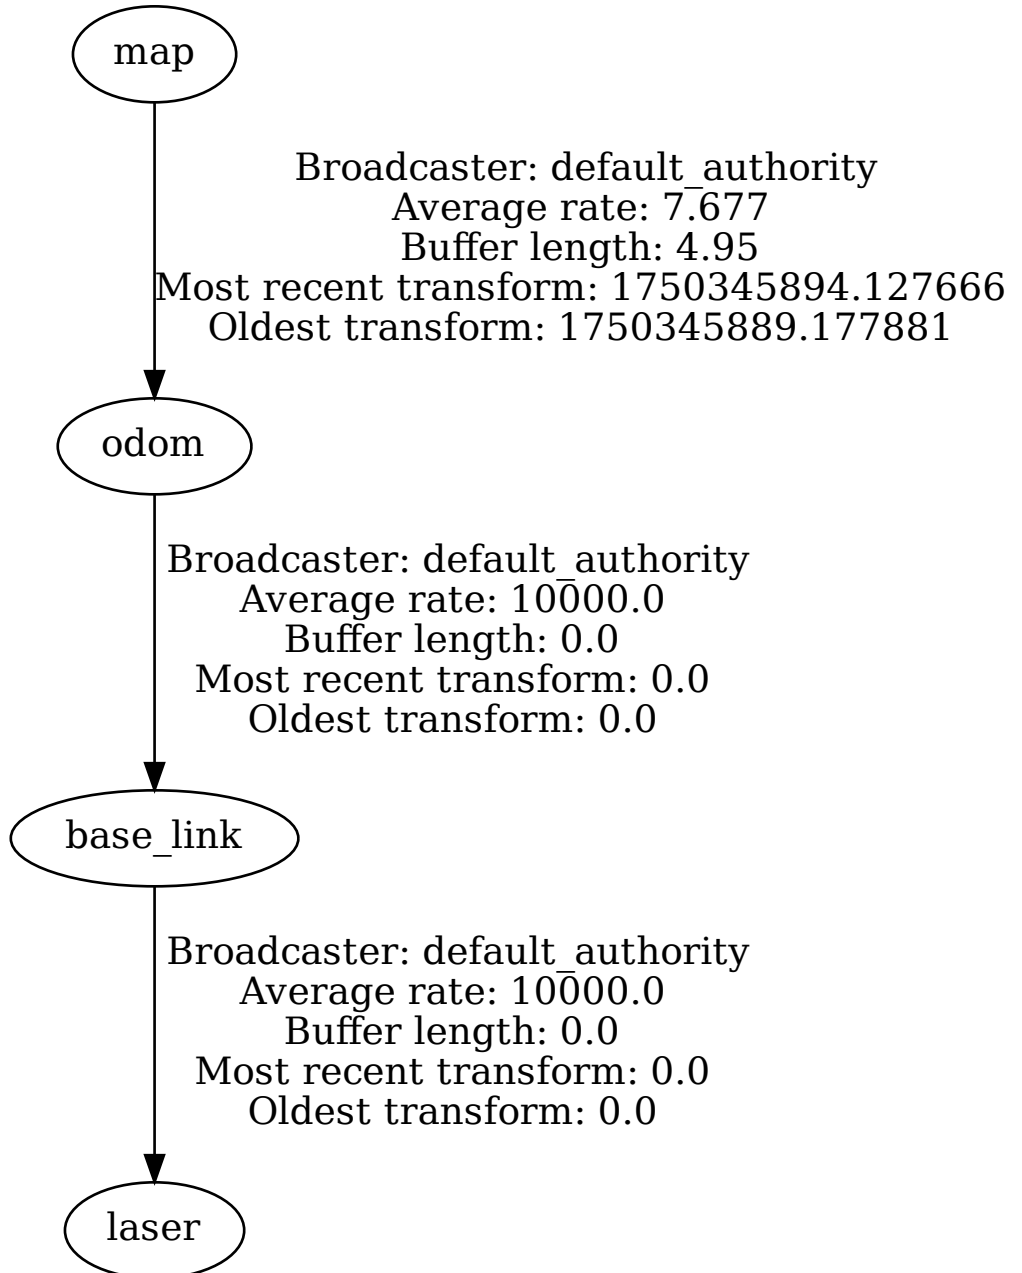 map
Broadcaster: default_authority
Average rate: 7.677
Buffer length: 4.95
Most recent transform: 1750345894.127666
Oldest transform: 1750345889.177881
odom
Broadcaster: default_authority
Average rate: 10000.0
Buffer length: 0.0
Most recent transform: 0.0
Oldest transform: 0.0
base_link
Broadcaster: default_authority
Average rate: 10000.0
Buffer length: 0.0
Most recent transform: 0.0
Oldest transform: 0.0
laser